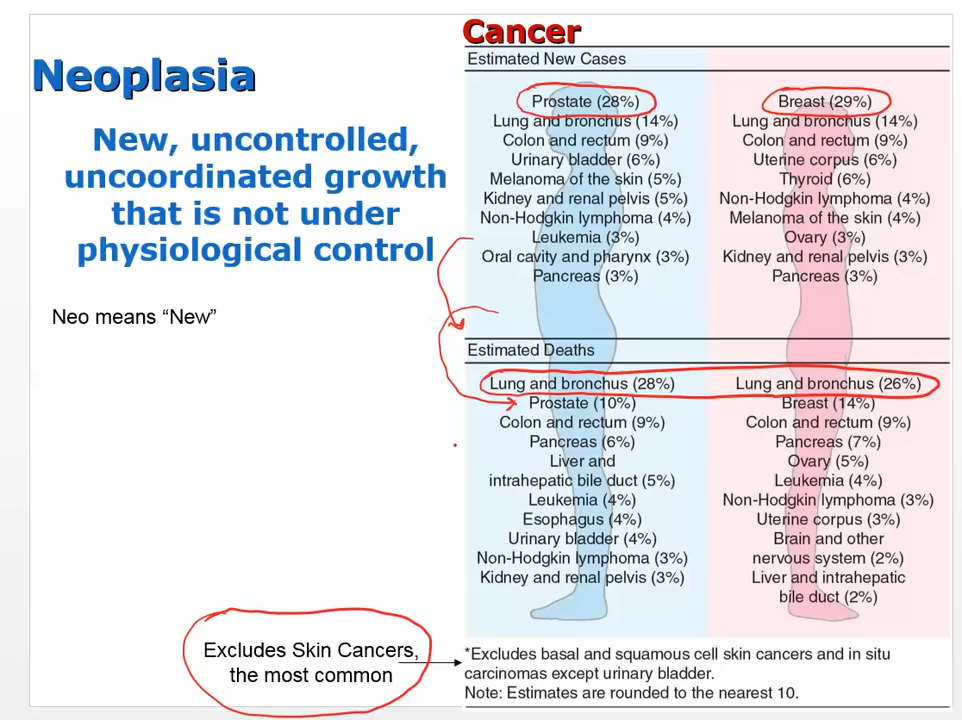 Neoplasia
New, uncontrolled,
uncoordinated growth
that is not under
physiological control
Neo means “New”
Excludes Skin Cancers,
the most common
Cancer
Estimated New Cases
Prostate (28%)
Lung and bronchus (14%)
Colon and rectum (9%)
Urinary bladder (6%)
Melanoma of the skin (5%)
Kidney and renal pelvis (5%)
Non-Hodgkin lymphoma (4%)
Leukemia (3%)
Oral cavity and pharynx (3%)
Pancreas (3%)
Breast (29%)
Lung and bronchus (14%)
Colon and rectum (9%)
Uterine corpus (6%)
Thyroid (6%)
Non-Hodgkin lymphoma (4%)
Melanoma of the skin (4%)
Ovary (3%)
Kidney and renal pelvis (3%)
Pancreas (3%)
Estimated Deaths
Lung and bronchus (28%)
Prostate (10%)
Colon and rectum (9%)
Pancreas (6%)
Liver and
intrahepatic bile duct (5%)
Leukemia (4%)
Esophagus (4%)
Urinary bladder (4%)
Non-Hodgkin lymphoma (3%)
Kidney and renal pelvis (3%)
Lung and bronchus (26%)
Breast (14%)
Colon and rectum (9%)
Pancreas (7%)
Ovary (5%)
Leukemia (4%)
Non-Hodgkin lymphoma (3%)
Uterine corpus (3%)
Brain and other
nervous system (2%)
Liver and intrahepatic
bile duct (2%)
*Excludes basal and squamous cell skin cancers and in situ
carcinomas except urinary bladder.
Note: Estimates are rounded to the nearest 10.